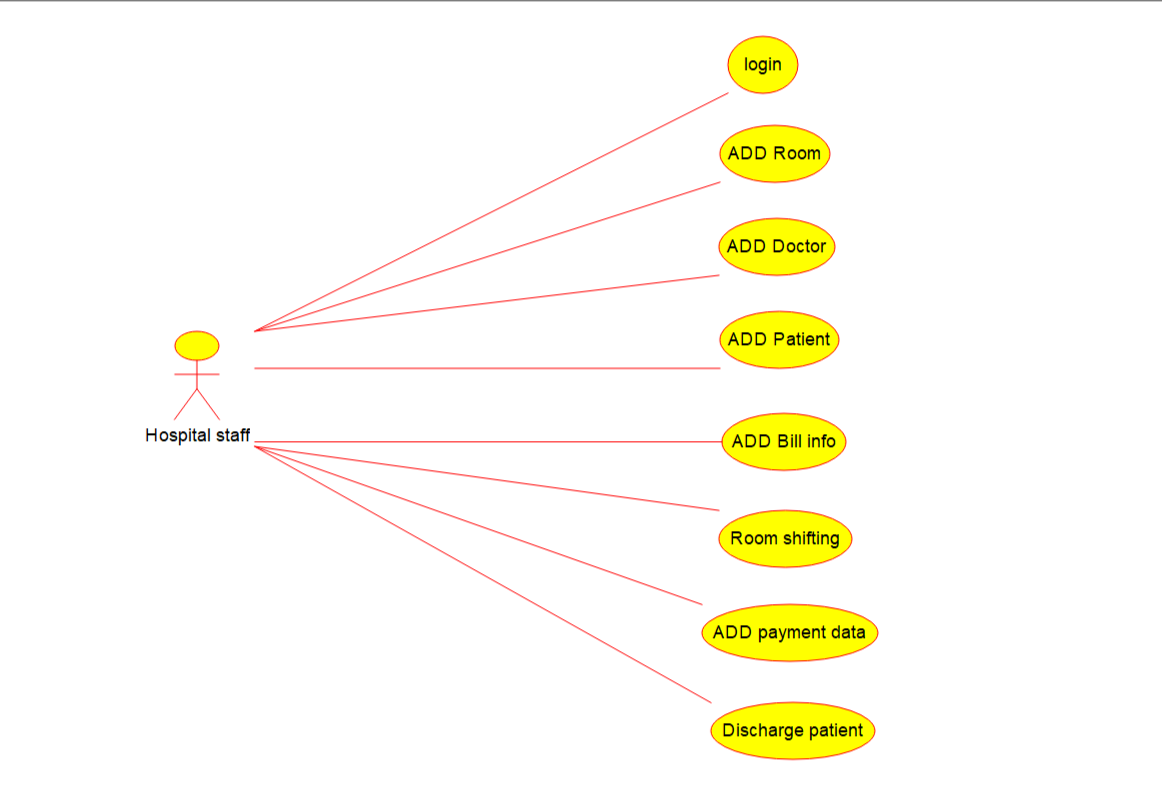 login
ADD Room
ADD Doctor
ADD Patient
Hospital staff
ADD Bill info
Room shifting
ADD payment data
Discharge patient